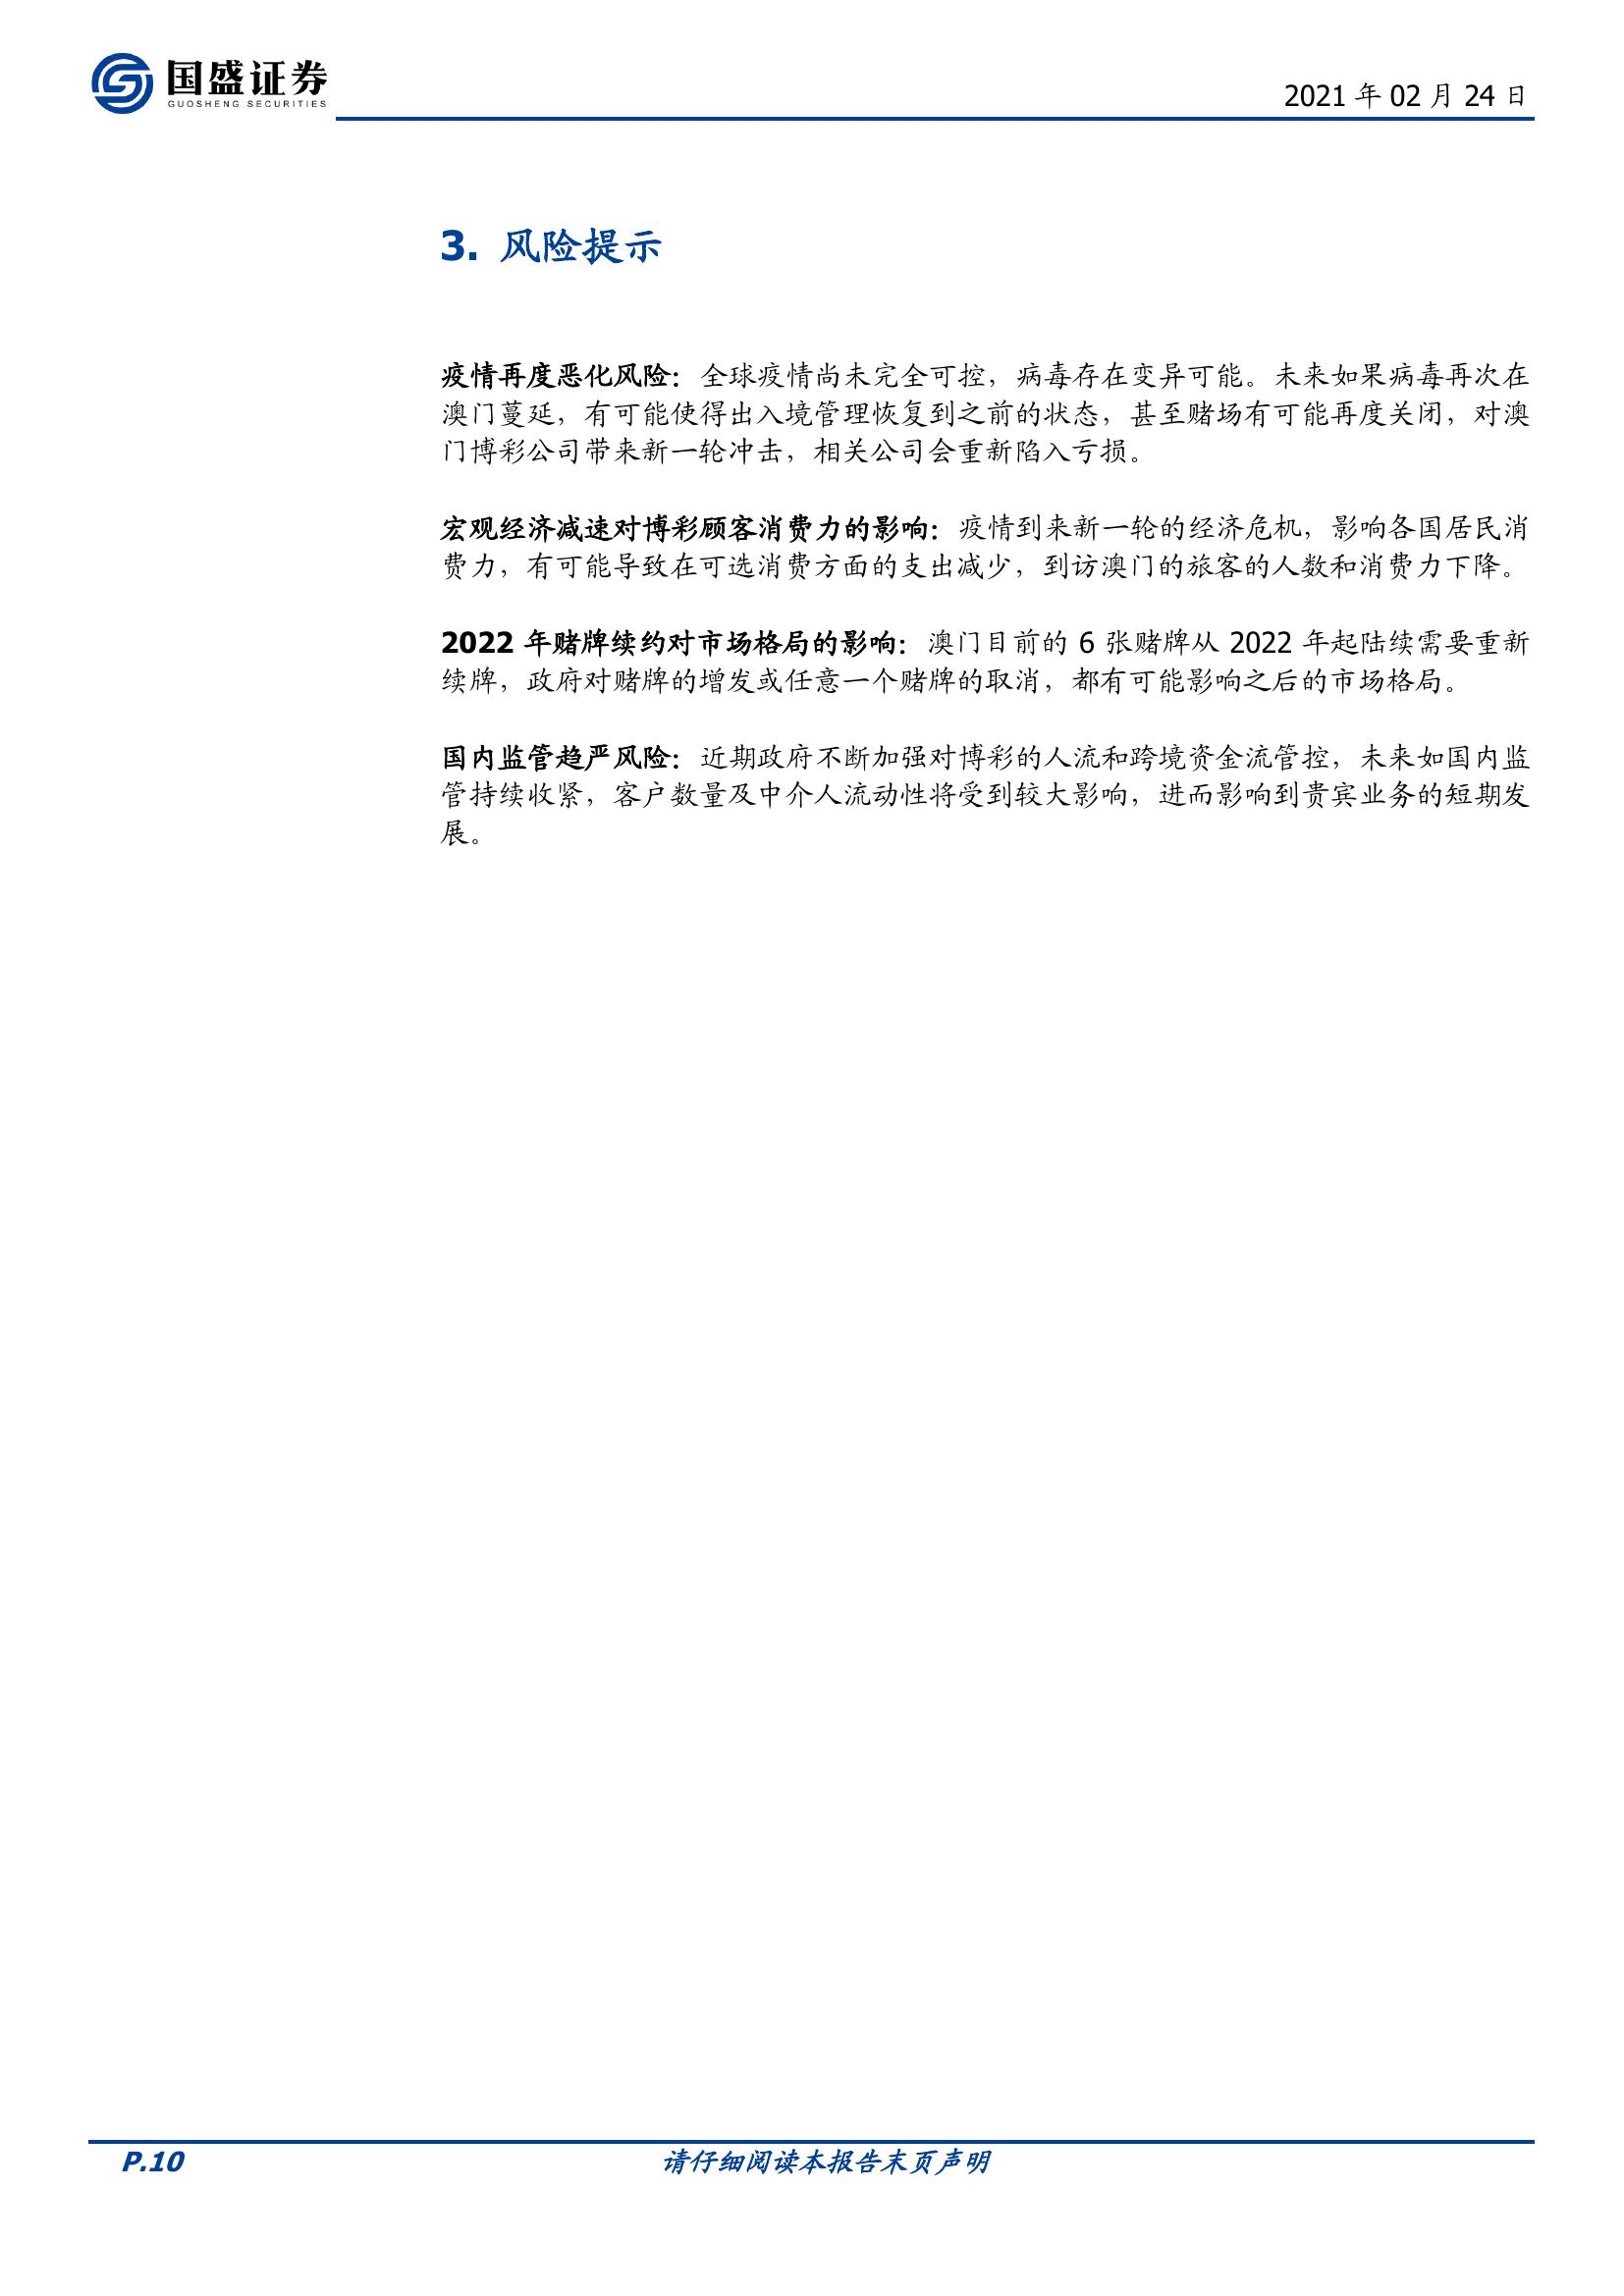 国盛证券
GUOSHENG SECURITIES
2021 年 02 月 24 日
3. 风险提示
疫情再度恶化风险：全球疫情尚未完全可控，病毒存在变异可能。未来如果病毒再次在
澳门蔓延，有可能使得出入境管理恢复到之前的状态，甚至赌场有可能再度关闭，对澳
门博彩公司带来新一轮冲击，相关公司会重新陷入亏损。
宏观经济减速对博彩顾客消费力的影响：疫情到来新一轮的经济危机，影响各国居民消
费力，有可能导致在可选消费方面的支出减少，到访澳门的旅客的人数和消费力下降。
2022 年赌牌续约对市场格局的影响：澳门目前的 6 张赌牌从 2022 年起陆续需要重新
续牌，政府对赌牌的增发或任意一个赌牌的取消，都有可能影响之后的市场格局。
国内监管趋严风险：近期政府不断加强对博彩的人流和跨境资金流管控，未来如国内监
管持续收紧，客户数量及中介人流动性将受到较大影响，进而影响到贵宾业务的短期发
展。
P.10
请仔细阅读本报告末页声明